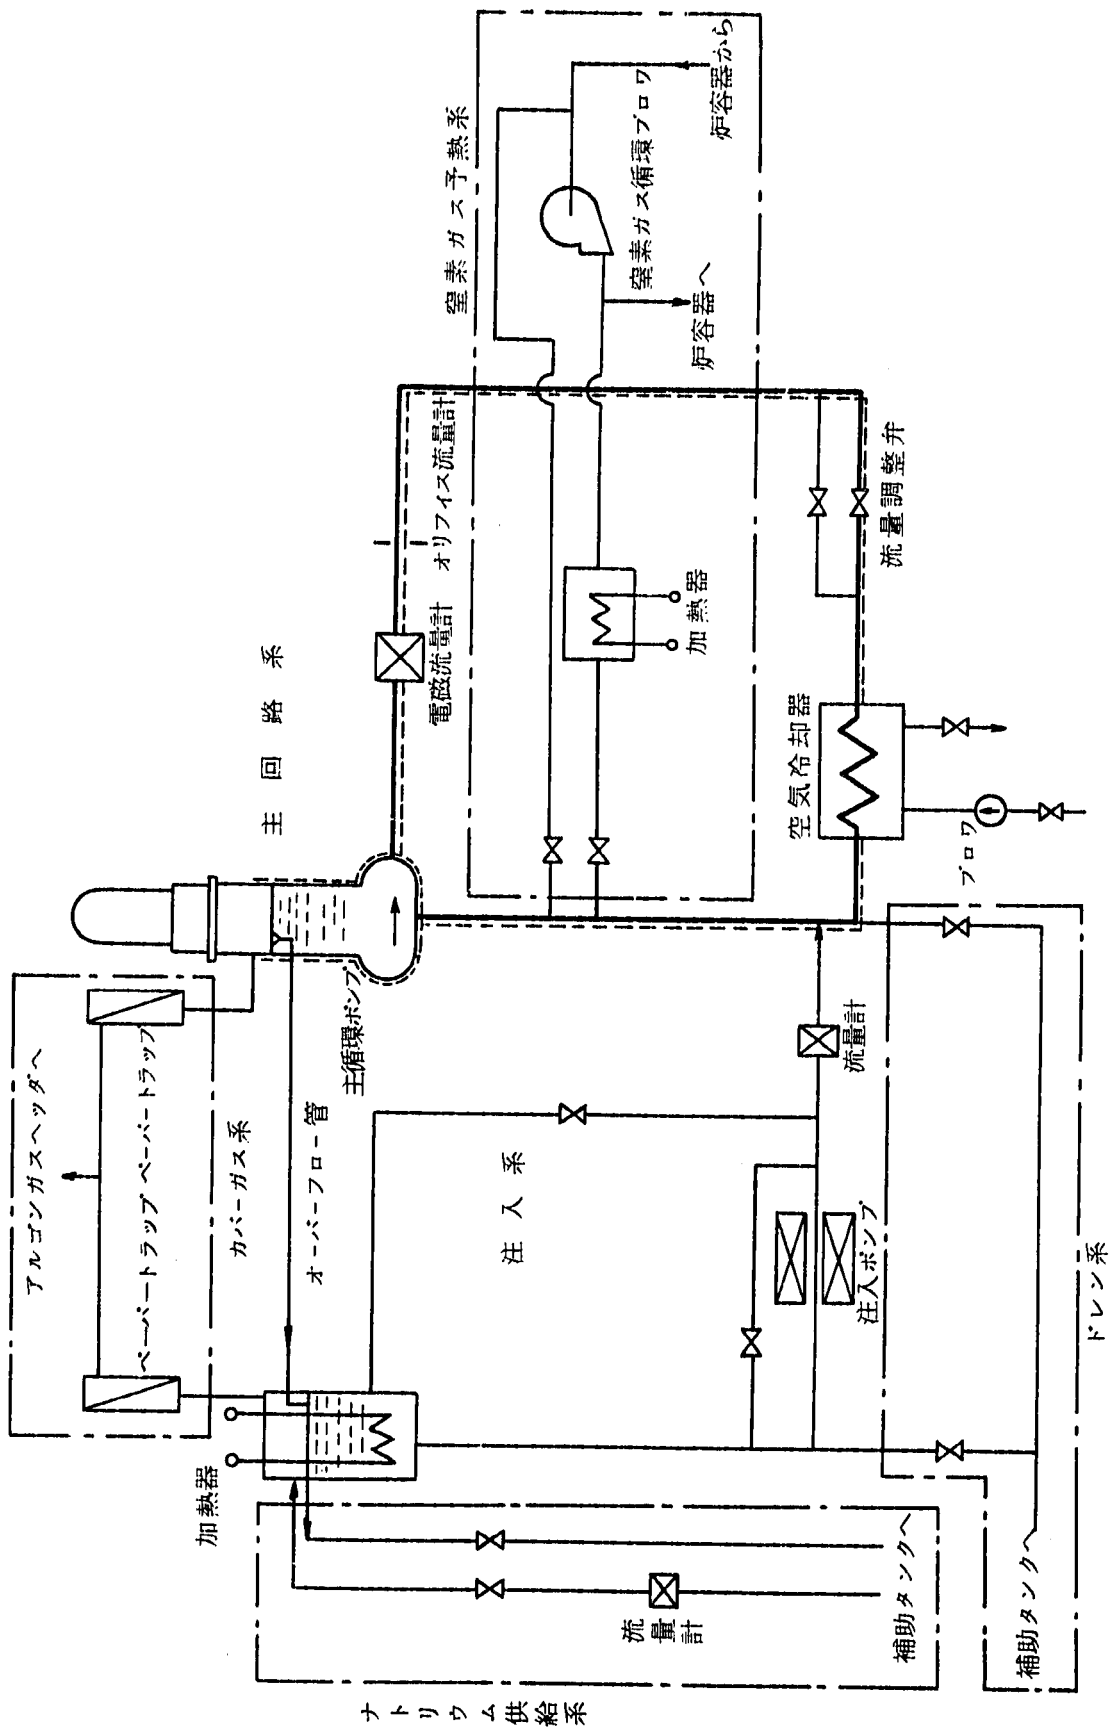 アルゴンガスヘッダへ
ベーパートラップ
ベーパートラップ
加熱器
カバーガス系
主回路系
オーバーフロー管
主循環ポンプ
ナトリウム供給系
電磁流量計
オリフィス流量計
窒素ガス予熱系
注入系
窒素ガス循環ブロワ
流量計
加熱器
炉容器へ
炉容器から
空気冷却器
流量計
注入ポンプ
流量調整弁
補助タンクへ
ブロワ
補助タンクへ
ドレン系